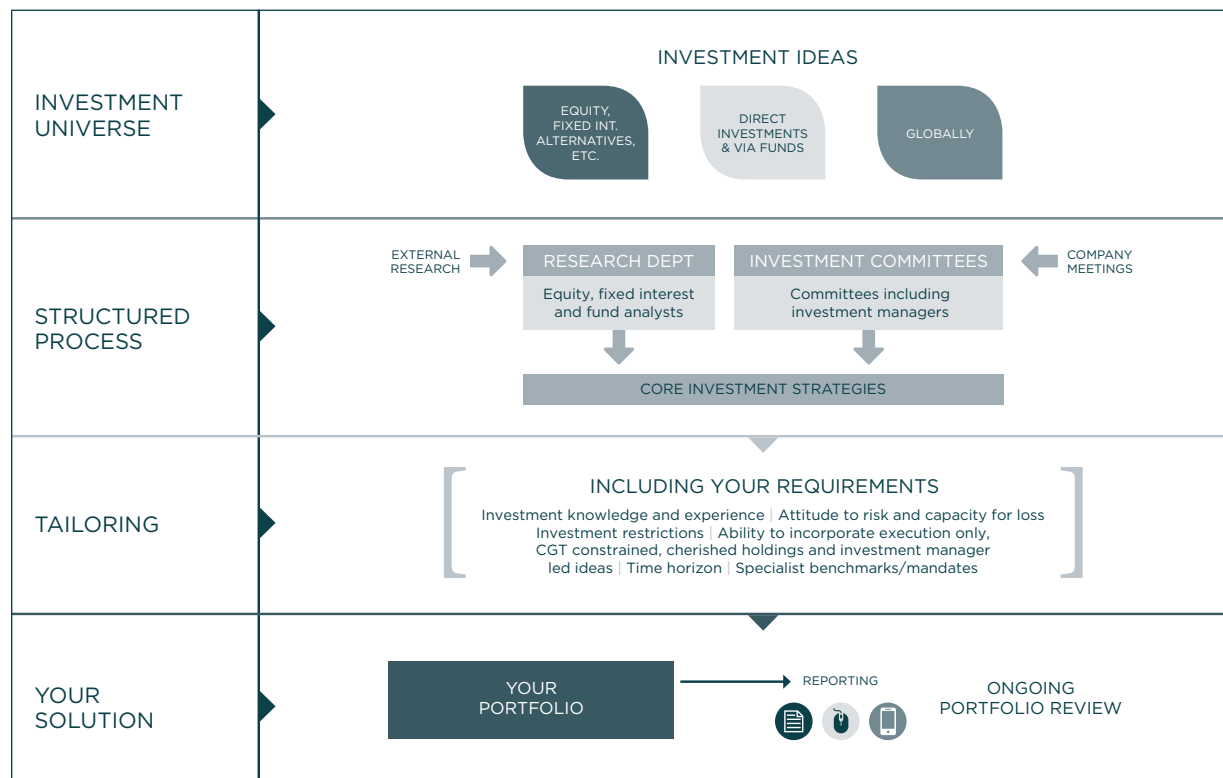 INVESTMENT
UNIVERSE
INVESTMENT IDEAS
EQUITY,
FIXED INT.
ALTERNATIVES,
ETC.
DIRECT
INVESTMENTS
& VIA FUNDS
GLOBALLY
STRUCTURED
PROCESS
EXTERNAL
RESEARCH
RESEARCH DEPT
Equity, fixed interest
and fund analysts
INVESTMENT COMMITTEES
Committees including
investment managers
COMPANY
MEETINGS
CORE INVESTMENT STRATEGIES
TAILORING
INCLUDING YOUR REQUIREMENTS
Investment knowledge and experience | Attitude to risk and capacity for loss
Investment restrictions | Ability to incorporate execution only,
CGT constrained, cherished holdings and investment manager
led ideas | Time horizon | Specialist benchmarks/mandates
YOUR
SOLUTION
YOUR
PORTFOLIO
REPORTING
ONGOING
PORTFOLIO REVIEW